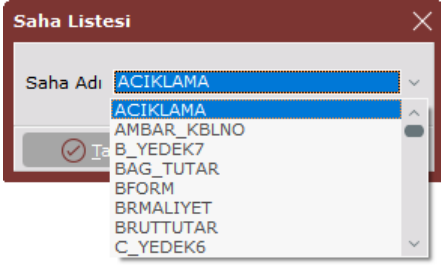 Saha Listesi
Saha Adı ACIKLAMA
ACIKLAMA
AMBAR_KBLNO
B_YEDEK7
BAG_TUTAR
BFORM
BRMALIYET
BRUTTUTAR
C_YEDEK6